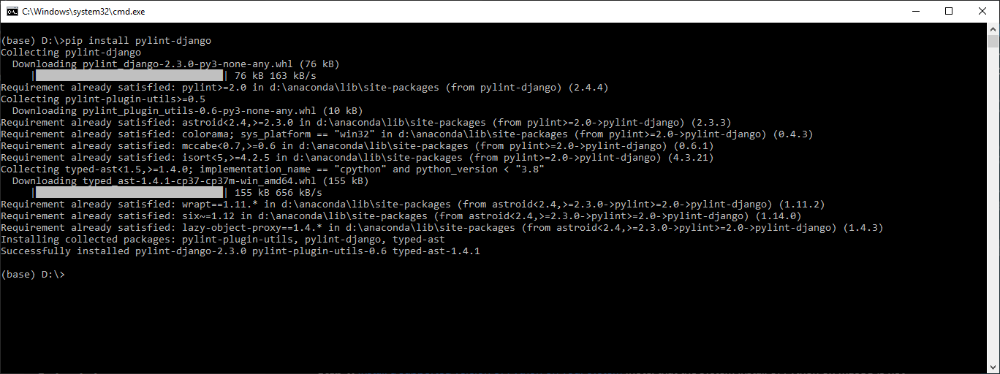 C:\Windows\system32\cmd.exe
(base) D:\>pip install pylint-django
Collecting pylint-django
  Downloading pylint_django-2.3.0-py3-none-any.whl (76 kB)
     |████████████████████████████████| 76 kB 163 kB/s
Requirement already satisfied: pylint>=2.0 in d:\anaconda\lib\site-packages (from pylint-django) (2.4.4)
Collecting pylint-plugin-utils>=0.5
  Downloading pylint_plugin_utils-0.6-py3-none-any.whl (10 kB)
Requirement already satisfied: astroid<2.4,>=2.3.0 in d:\anaconda\lib\site-packages (from pylint>=2.0->pylint-django) (2.3.3)
Requirement already satisfied: colorama; sys_platform == "win32" in d:\anaconda\lib\site-packages (from pylint>=2.0->pylint-django) (0.4.3)
Requirement already satisfied: mccabe<0.7,>=0.6 in d:\anaconda\lib\site-packages (from pylint>=2.0->pylint-django) (0.6.1)
Requirement already satisfied: isort<5,>=4.2.5 in d:\anaconda\lib\site-packages (from pylint>=2.0->pylint-django) (4.3.21)
Collecting typed-ast<1.5,>=1.4.0; implementation_name == "cpython" and python_version < "3.8"
  Downloading typed_ast-1.4.1-cp37-cp37m-win_amd64.whl (155 kB)
     |████████████████████████████████| 155 kB 656 kB/s
Requirement already satisfied: wrapt==1.11.* in d:\anaconda\lib\site-packages (from astroid<2.4,>=2.3.0->pylint>=2.0->pylint-django) (1.11.2)
Requirement already satisfied: six~=1.12 in d:\anaconda\lib\site-packages (from astroid<2.4,>=2.3.0->pylint>=2.0->pylint-django) (1.14.0)
Requirement already satisfied: lazy-object-proxy==1.4.* in d:\anaconda\lib\site-packages (from astroid<2.4,>=2.3.0->pylint>=2.0->pylint-django) (1.4.3)
Installing collected packages: pylint-plugin-utils, pylint-django, typed-ast
Successfully installed pylint-django-2.3.0 pylint-plugin-utils-0.6 typed-ast-1.4.1
(base) D:\>